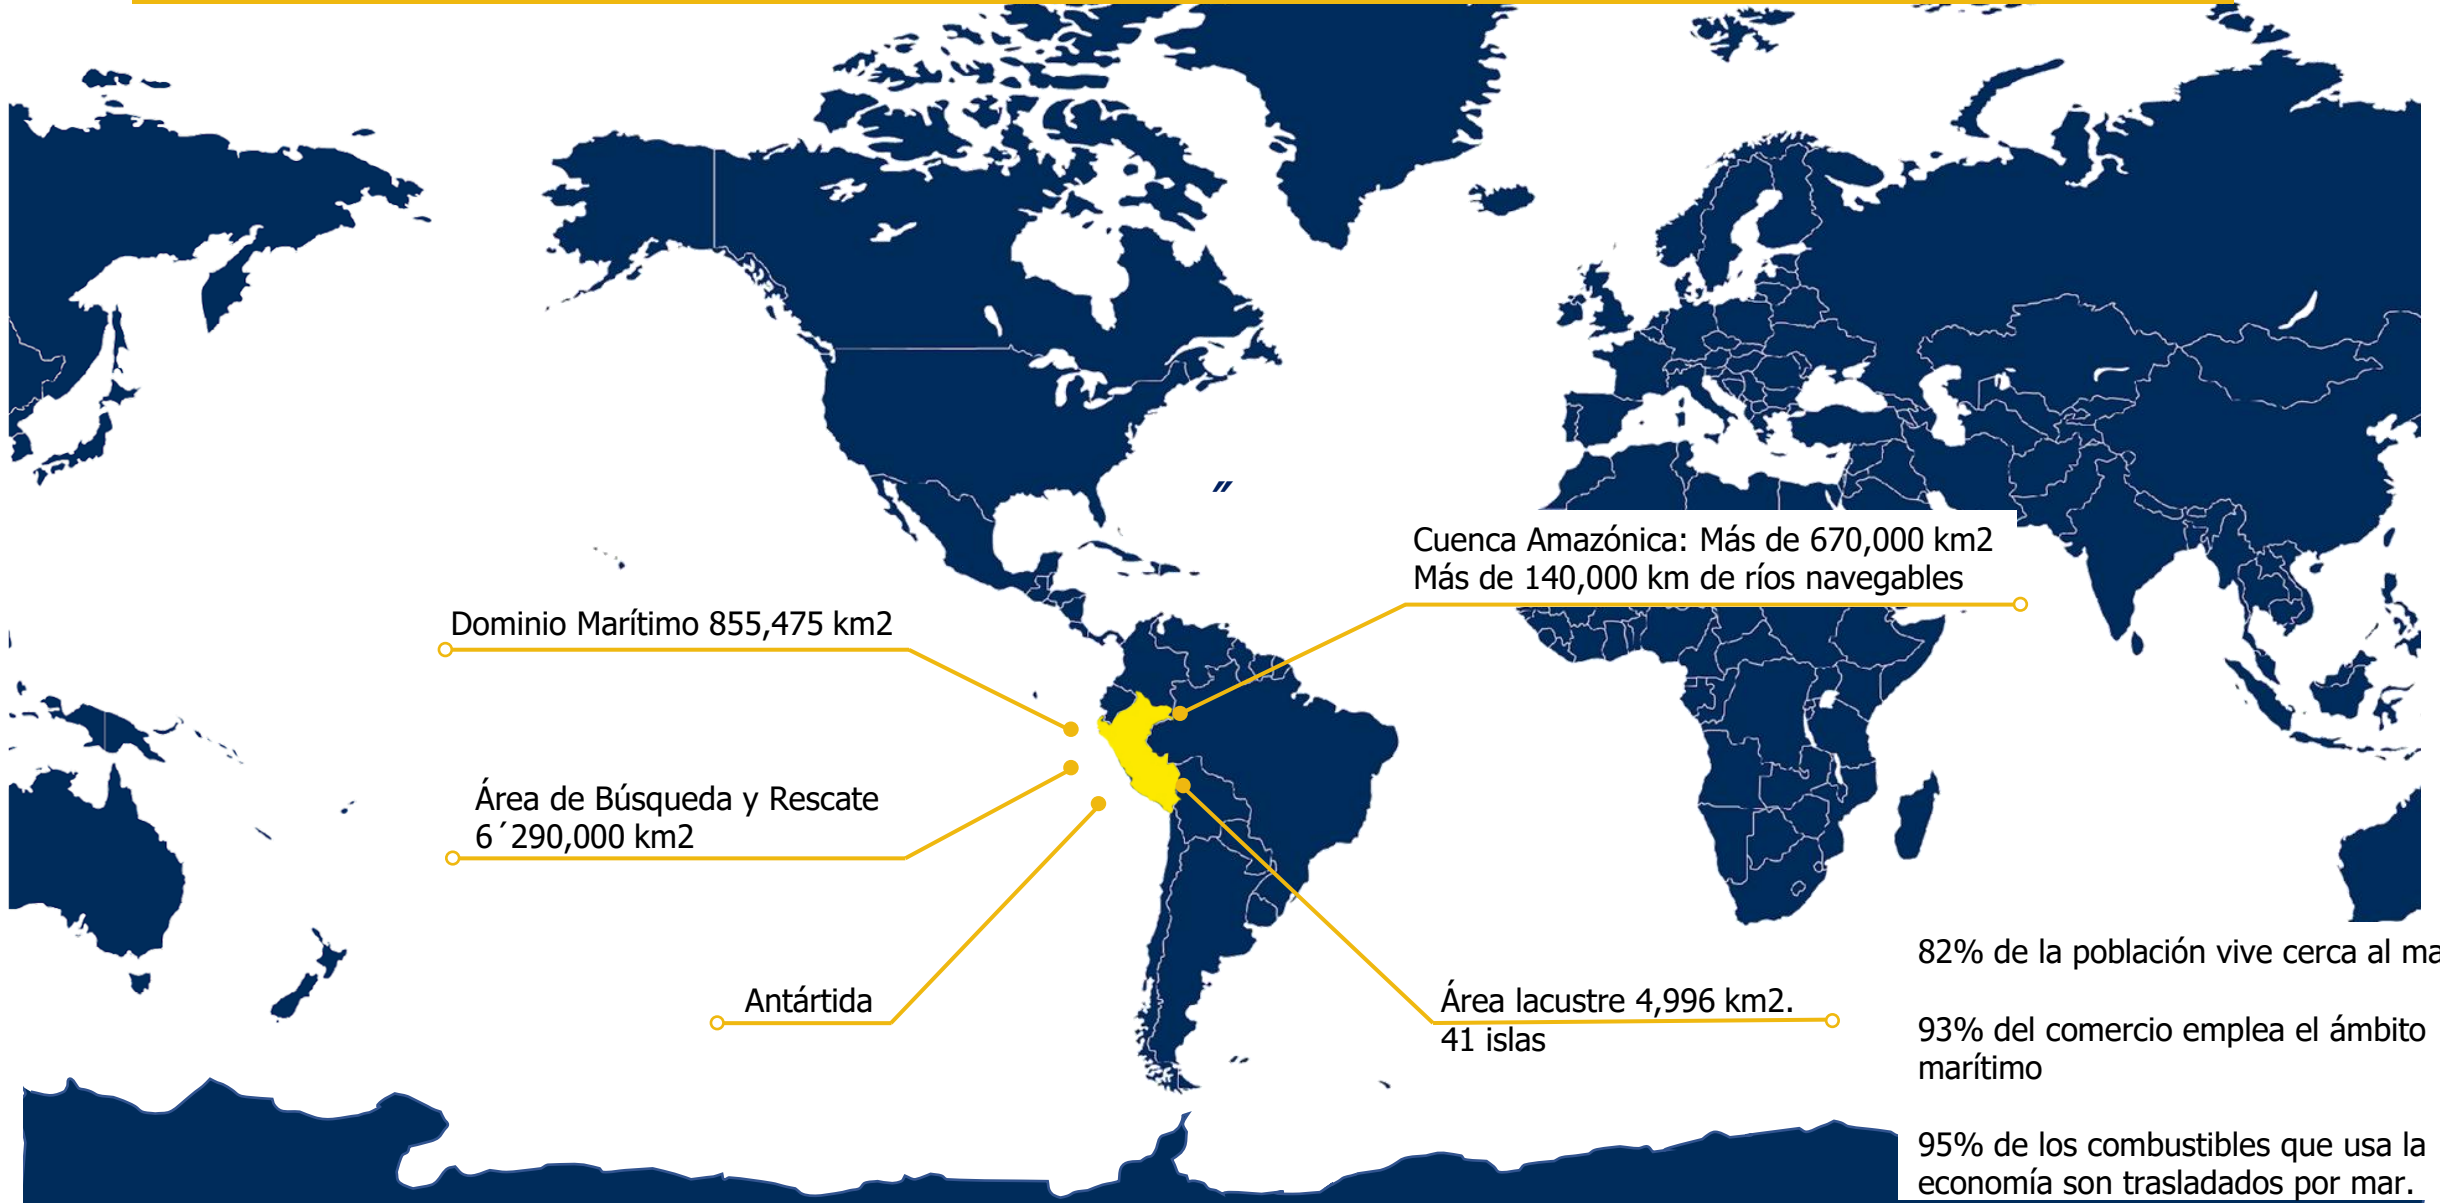 Cuenca Amazónica: Más de 670,000 km2
Más de 140,000 km de ríos navegables
Dominio Marítimo 855,475 km2
Área de Búsqueda y Rescate
6´290,000 km2
Antártida
Área lacustre 4,996 km2.
41 islas
82% de la población vive cerca al ma
93% del comercio emplea el ámbito
marítimo
95% de los combustibles que usa la
economía son trasladados por mar.